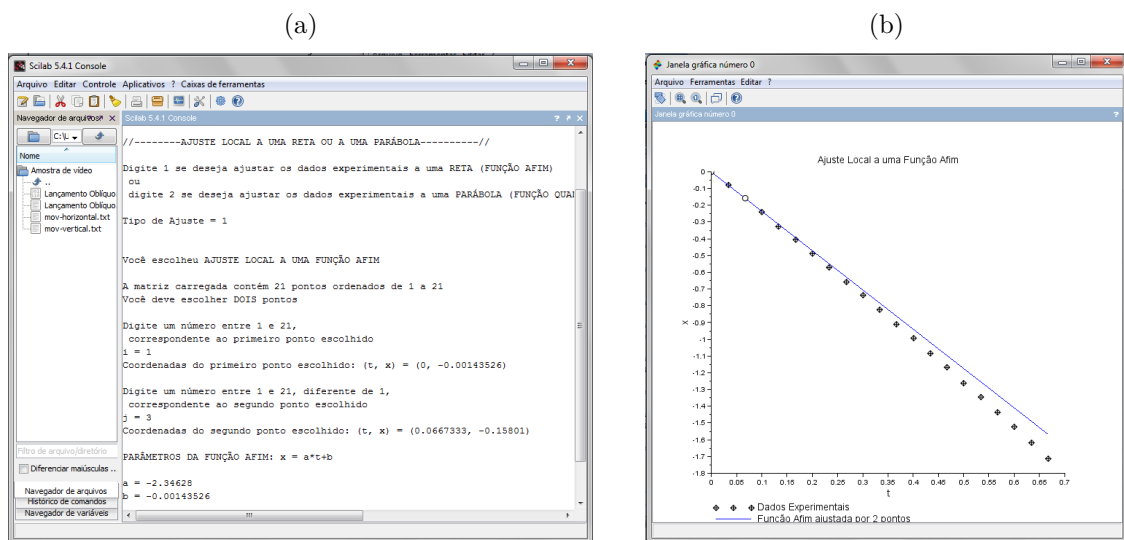 (a)
Scilab 5.4.1 Console
Arquivo Editar Controle Aplicativos ? Caixas de ferramentas
Navegador de arquivos
Scilab 5.4.1 Console
C:\L
Nome
Amostra de vídeo
..
Lançamento Oblíquo
Lançamento Oblíquo
mov-horizontal.txt
mov-vertical.txt
Filtro de arquivo/diretório
Diferenciar maiúsculas ..
Navegador de arquivos
Histórico de comandos
Navegador de variáveis
//--------AJUSTE LOCAL A UMA RETA OU A UMA PARÁBOLA----------//
Digite 1 se deseja ajustar os dados experimentais a uma RETA (FUNÇÃO AFIM)
ou
digite 2 se deseja ajustar os dados experimentais a uma PARÁBOLA (FUNÇÃO QUA
Tipo de Ajuste = 1
Você escolheu AJUSTE LOCAL A UMA FUNÇÃO AFIM
A matriz carregada contém 21 pontos ordenados de 1 a 21
Você deve escolher DOIS pontos
Digite um número entre 1 e 21,
correspondente ao primeiro ponto escolhido
i = 1
Coordenadas do primeiro ponto escolhido: (t, x) = (0, -0.00143526)
Digite um número entre 1 e 21, diferente de 1,
correspondente ao segundo ponto escolhido
j = 3
Coordenadas do segundo ponto escolhido: (t, x) = (0.0667333, -0.15801)
PARÂMETROS DA FUNÇÃO AFIM: x = a*t+b
a = -2.34628
b = -0.00143526
(b)
Janela gráfica número 0
Arquivo Ferramentas Editar ?
Janela gráfica número 0
Ajuste Local a uma Função Afim
0
-0.1
-0.2
-0.3
-0.4
-0.5
-0.6
-0.7
-0.8
-0.9
-1
-1.1
-1.2
-1.3
-1.4
-1.5
-1.6
-1.7
-1.8
x
0 0.05 0.1 0.15 0.2 0.25 0.3 0.35 0.4 0.45 0.5 0.55 0.6 0.65 0.7
t
Dados Experimentais
Função Afim ajustada por 2 pontos